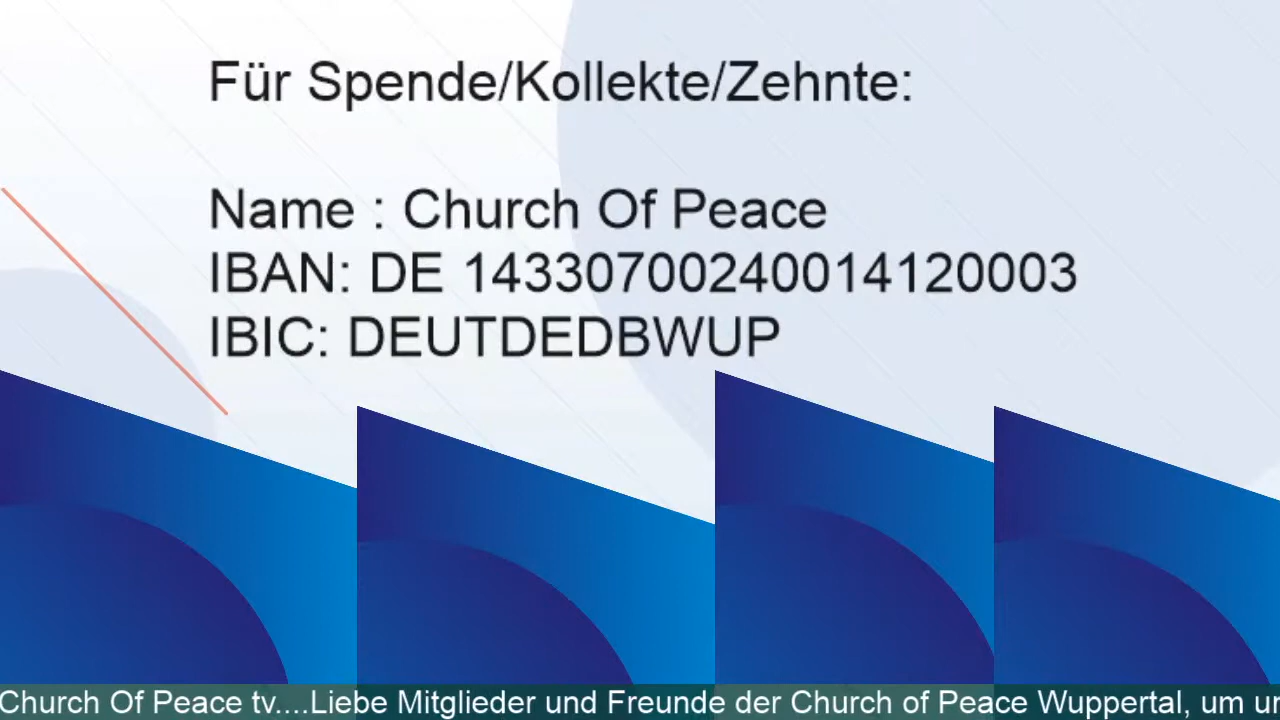 Für Spende/Kollekte/Zehnte:
Name : Church Of Peace
IBAN: DE 14330700240014120003
IBIC: DEUTDEDBWUP
Church Of Peace tv....Liebe Mitglieder und Freunde der Church of Peace Wuppertal, um